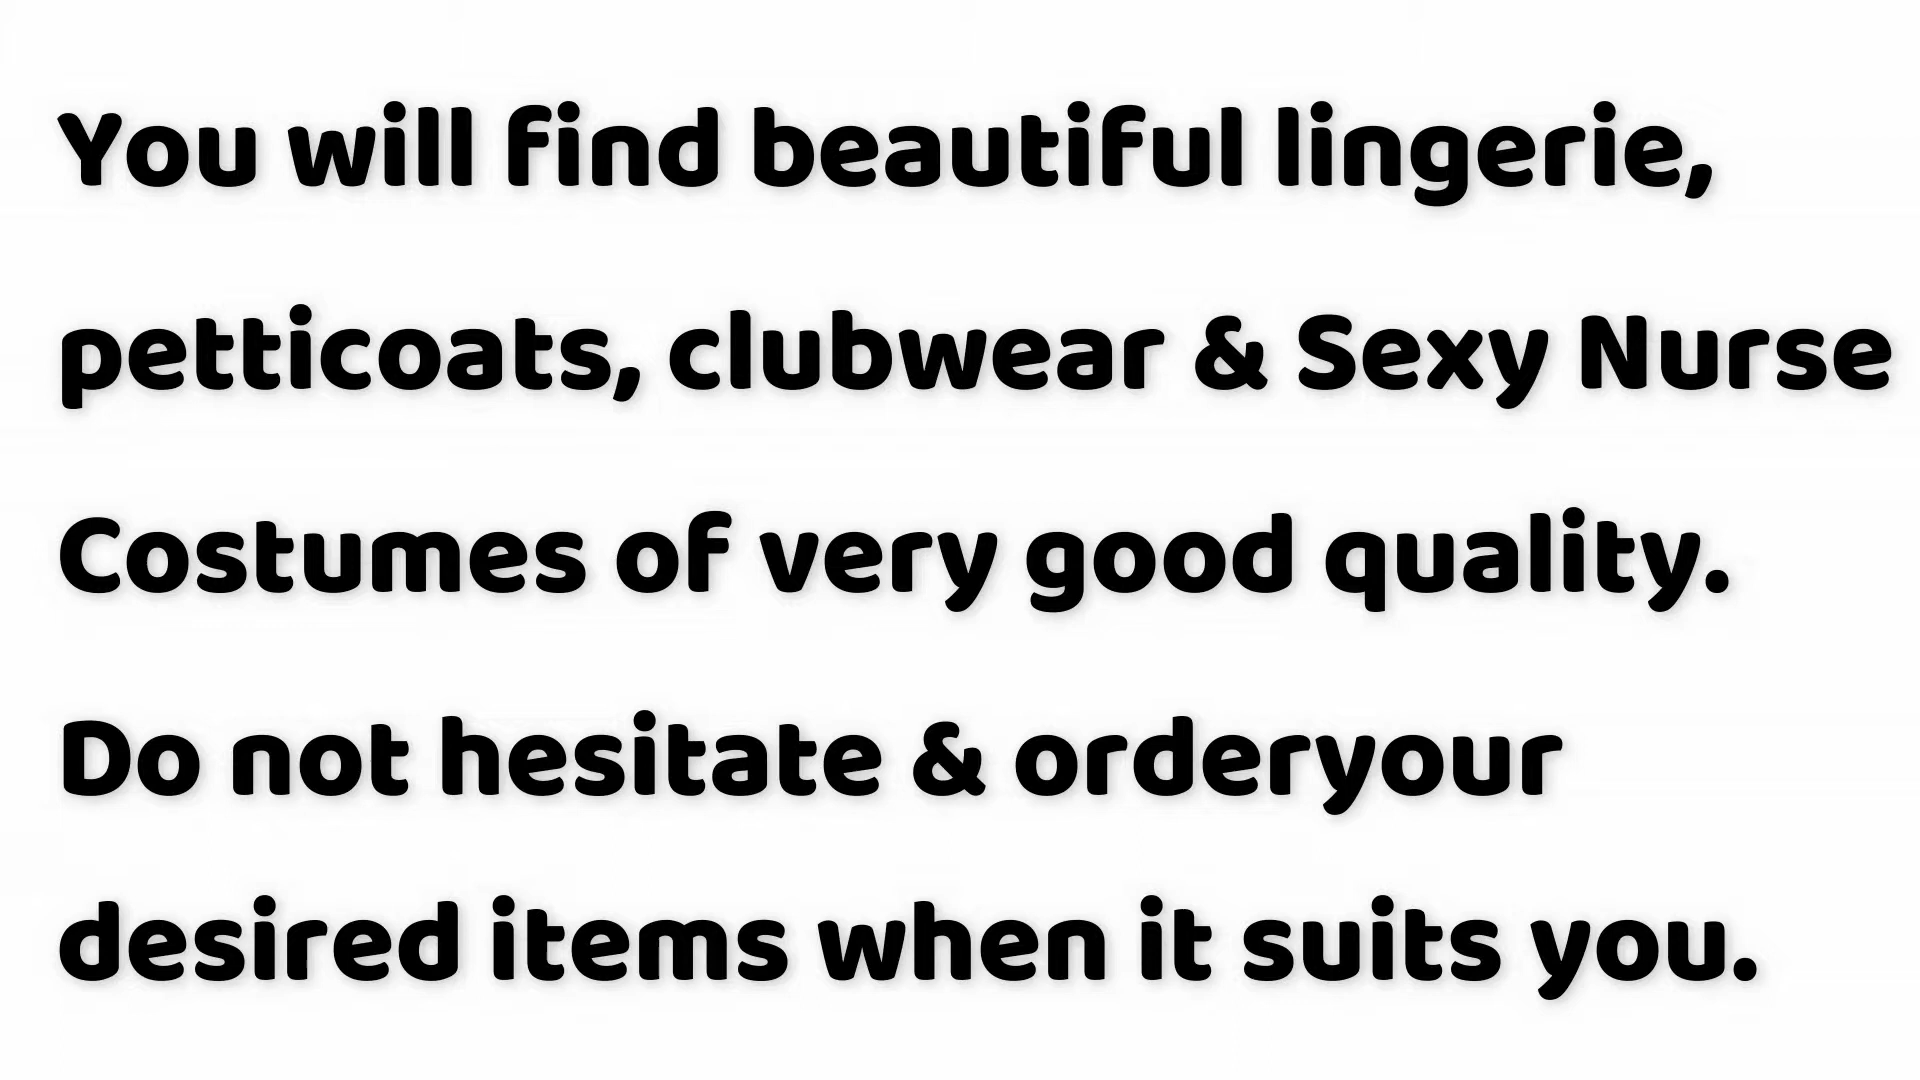 You will find beautiful lingerie,
petticoats, clubwear & Sexy Nurse
Costumes of very good quality.
Do not hesitate & orderyour
desired items when it suits you.